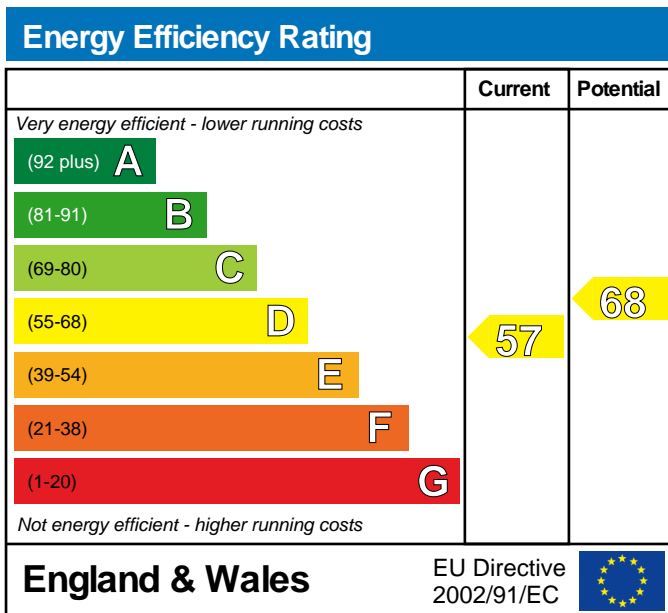 Energy Efficiency Rating
Current Potential
Very energy efficient - lower running costs
(92 plus) A
(81-91) B
(69-80) C
(55-68) D
(39-54) E
(21-38) F
(1-20) G
57
68
Not energy efficient - higher running costs
England & Wales
EU Directive
2002/91/EC